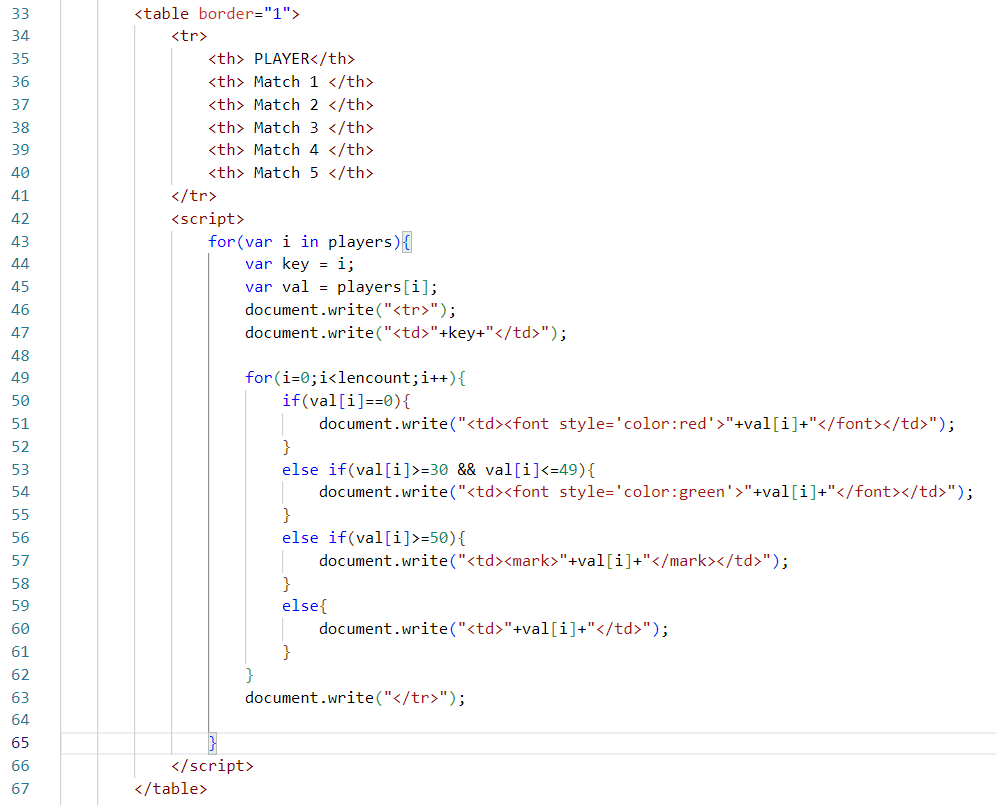 33 <table border="1">
34 <tr>
35 <th> PLAYER</th>
36 <th> Match 1 </th>
37 <th> Match 2 </th>
38 <th> Match 3 </th>
39 <th> Match 4 </th>
40 <th> Match 5 </th>
41 </tr>
42 <script>
43 for(var i in players){
44 var key = i;
45 var val = players[i];
46 document.write("<tr>");
47 document.write("<td>"+key+"</td>");
48
49 for(i=0;i<lencount;i++){
50 if(val[i]==0){
51 document.write("<td><font style='color:red'>"+val[i]+"</font></td>");
52 }
53 else if(val[i]>=30 && val[i]<=49){
54 document.write("<td><font style='color:green'>"+val[i]+"</font></td>");
55 }
56 else if(val[i]>=50){
57 document.write("<td><mark>"+val[i]+"</mark></td>");
58 }
59 else{
60 document.write("<td>"+val[i]+"</td>");
61 }
62 }
63 document.write("</tr>");
64
65 }
66 </script>
67 </table>